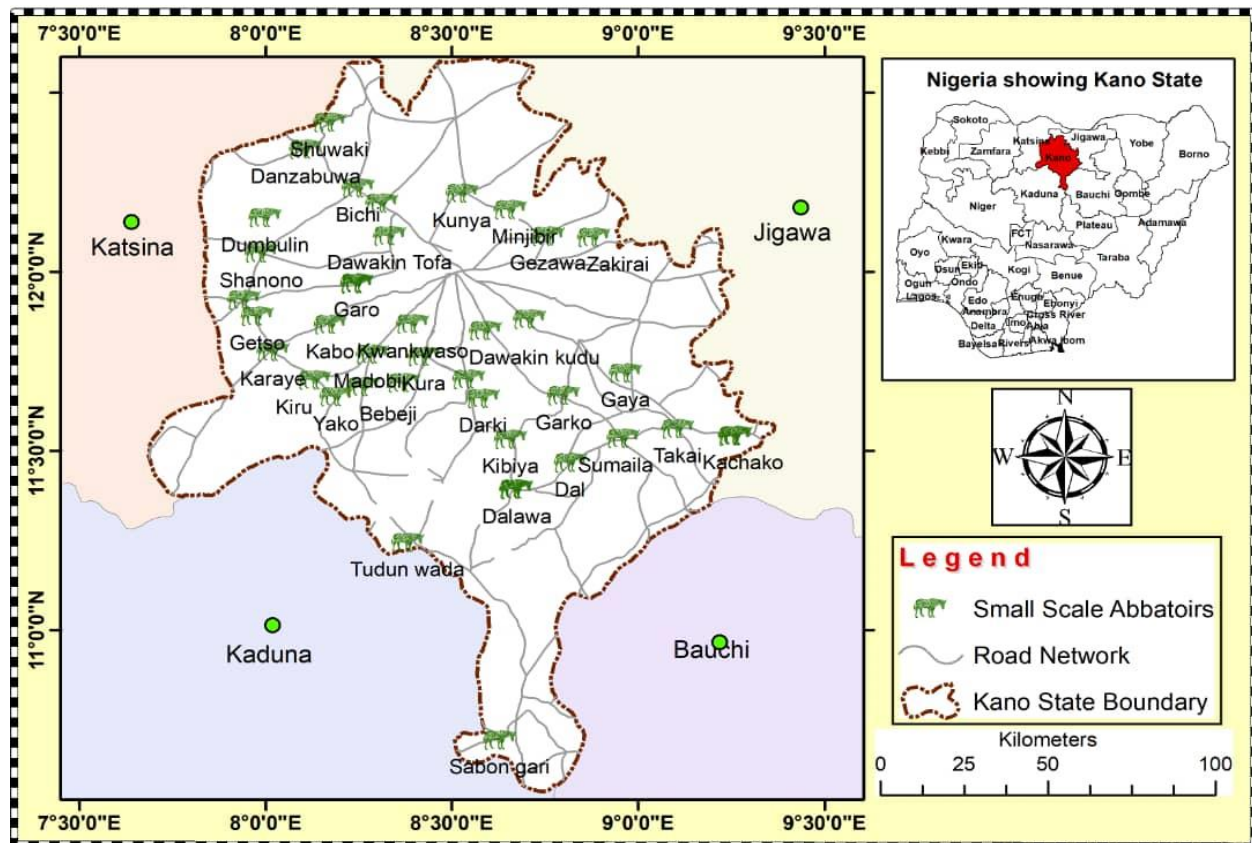 7°30'0"E 8°0'0"E 8°30'0"E 9°0'0"E 9°30'0"E
12°0'0"N
11°30'0"N
11°0'0"N
Shuwaki
Danzabuwa
Bichi
Kunya
Minjibir
Dumbulin
Dawakin Tofa
Gezawa
Zakirai
Shanono
Garo
Getso
Kabo
Kwankwaso
Dawakin kudu
Karaye
Madobi
Kura
Gaya
Kiru
Yako
Bebeji
Darki
Garko
Kibiya
Sumaila
Takai
Kachako
Dal
Dalawa
Tudun wada
Sabon gari
Katsina
Jigawa
Kaduna
Bauchi
7°30'0"E 8°0'0"E 8°30'0"E 9°0'0"E 9°30'0"E
Nigeria showing Kano State
Sokoto
Katsina
Jigawa
Kebbi
Zamfara
Kano
Yobe
Borno
Kaduna
Bauchi
Gombe
Niger
Adamawa
Plateau
FCT
Kwara
Nasarawa
Oyo
Taraba
Osun
Ekiti
Kogi
Benue
Ogun
Ondo
Lagos
Edo
Enugu
Ebonyi
Anambra
Cross River
Delta
Imo
Abia
Bayelsa
Rivers
Akwa Ibom
N
W
E
S
Legend
Small Scale Abbatoirs
Road Network
Kano State Boundary
Kilometers
0 25 50 100